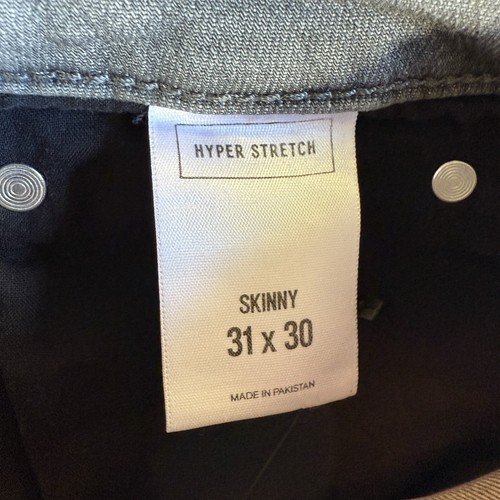 HYPER STRETCH
SKINNY
31 x 30
MADE IN PAKISTAN